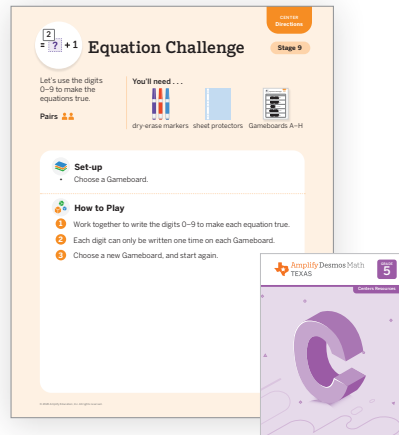 CENTER
Directions
2
= ? + 1
Equation Challenge
Stage 9
Let's use the digits
0–9 to make the
equations true.
Pairs
You'll need . . .
dry-erase markers sheet protectors Gameboards A–H
Set-up
• Choose a Gameboard.
How to Play
1 Work together to write the digits 0–9 to make each equation true.
2 Each digit can only be written one time on each Gameboard.
3 Choose a new Gameboard, and start again.
Amplify Desmos Math
TEXAS
GRADE
5
Centers Resources